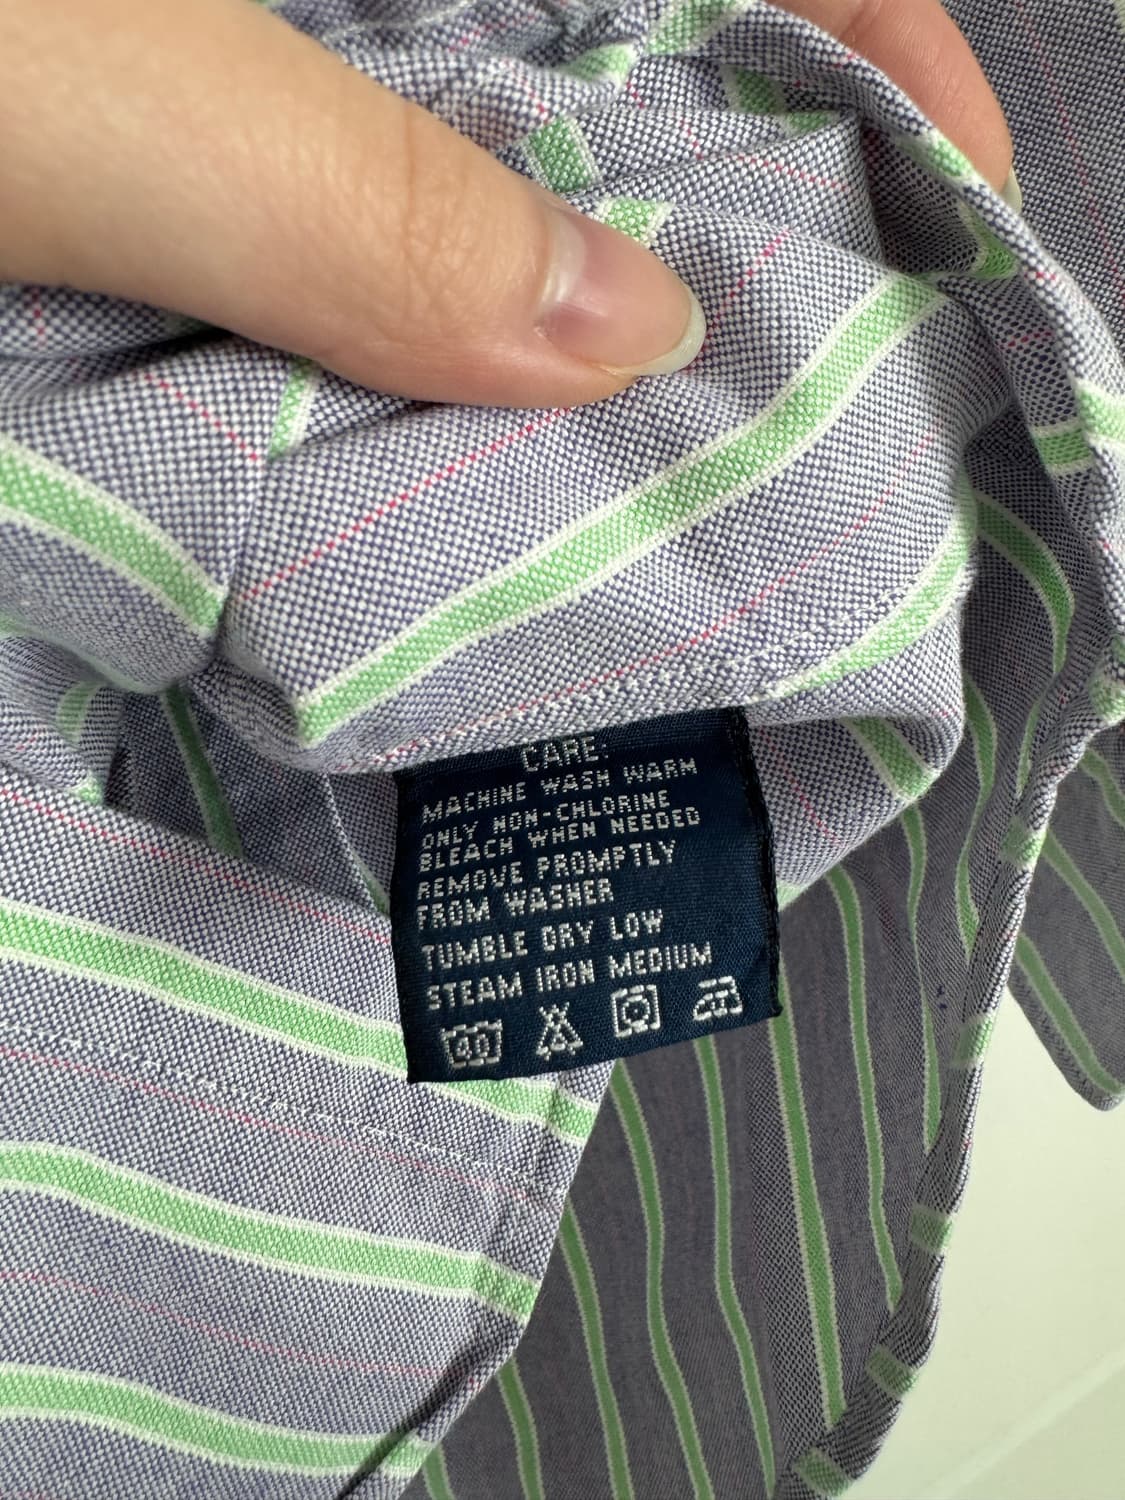 CARE:
MACHINE WASH WARM
ONLY NON-CHLORINE
BLEACH WHEN NEEDED
REMOVE PROMPTLY
FROM WASHER
TUMBLE DRY LOW
STEAM IRON MEDIUM
40